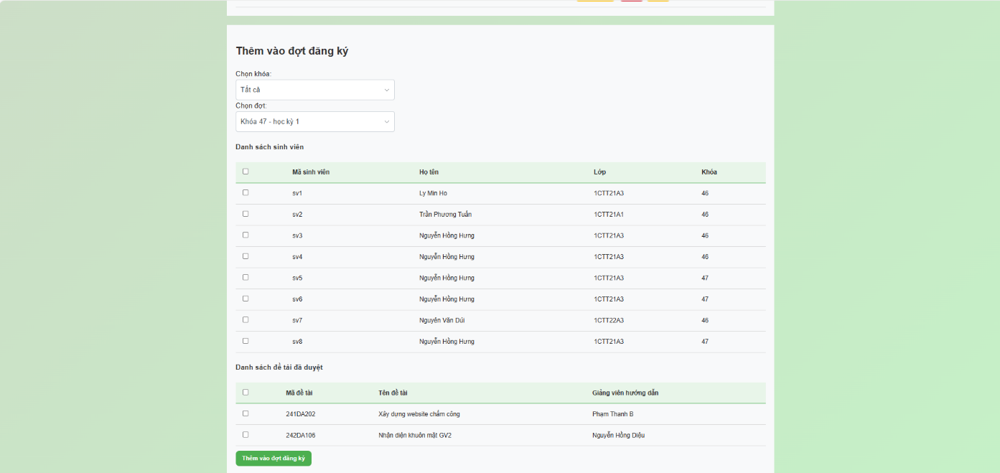 Thêm vào đợt đăng ký
Chọn khóa:
Tất cả
Chọn đợt:
Khóa 47 - học kỳ 1
Danh sách sinh viên
Mã sinh viên Họ tên Lớp Khóa
sv1 Ly Min Ho 1CTT21A3 46
sv2 Trần Phương Tuấn 1CTT21A1 46
sv3 Nguyễn Hồng Hưng 1CTT21A3 46
sv4 Nguyễn Hồng Hưng 1CTT21A3 46
sv5 Nguyễn Hồng Hưng 1CTT21A3 47
sv6 Nguyễn Hồng Hưng 1CTT21A3 47
sv7 Nguyễn Văn Dúi 1CTT22A3 46
sv8 Nguyễn Hồng Hưng 1CTT21A3 47
Danh sách đề tài đã duyệt
Mã đề tài Tên đề tài Giảng viên hướng dẫn
241DA202 Xây dựng website chấm công Phạm Thanh B
242DA106 Nhận diện khuôn mặt GV2 Nguyễn Hồng Diệu
Thêm vào đợt đăng ký